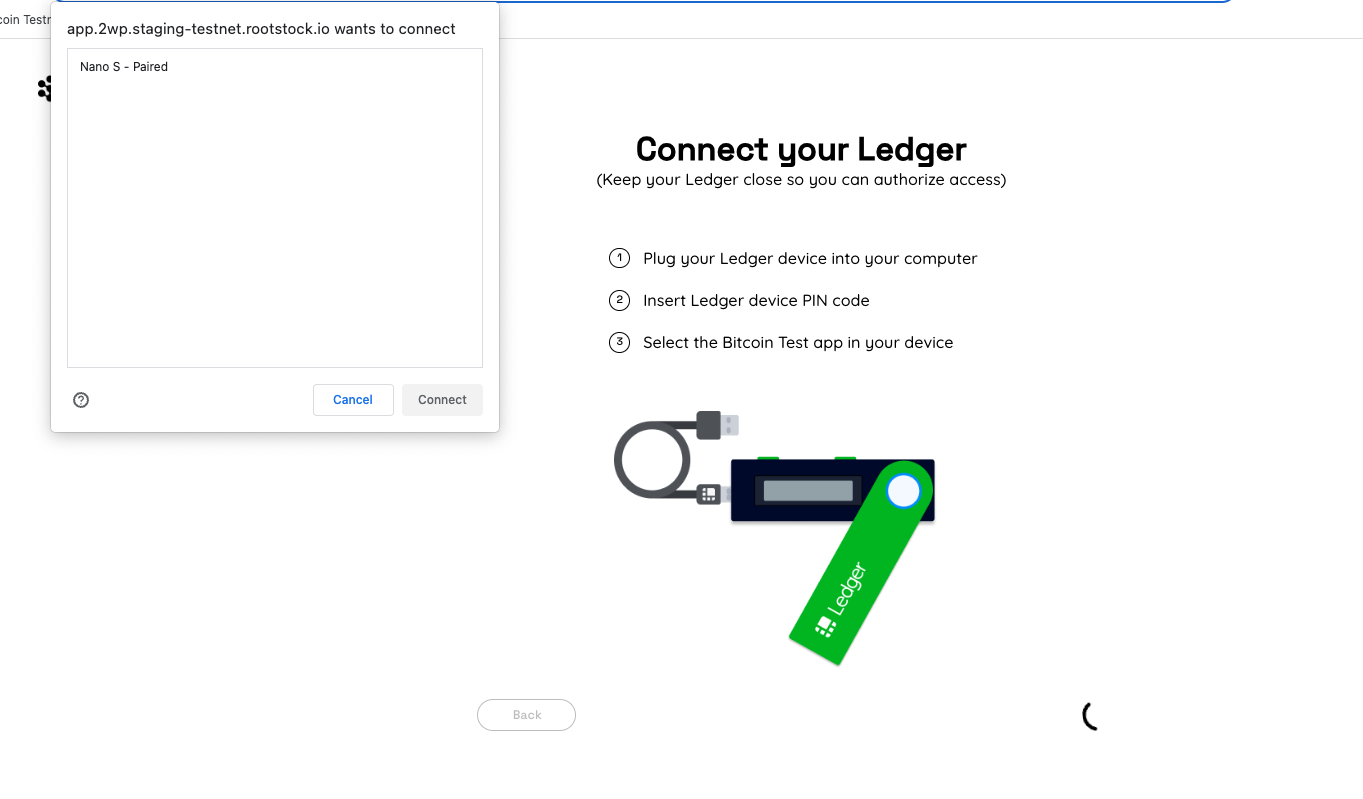 coin Testn
app.2wp.staging-testnet.rootstock.io wants to connect
Nano S - Paired
Cancel
Connect
Connect your Ledger
(Keep your Ledger close so you can authorize access)
1 Plug your Ledger device into your computer
2 Insert Ledger device PIN code
3 Select the Bitcoin Test app in your device
Ledger
Back